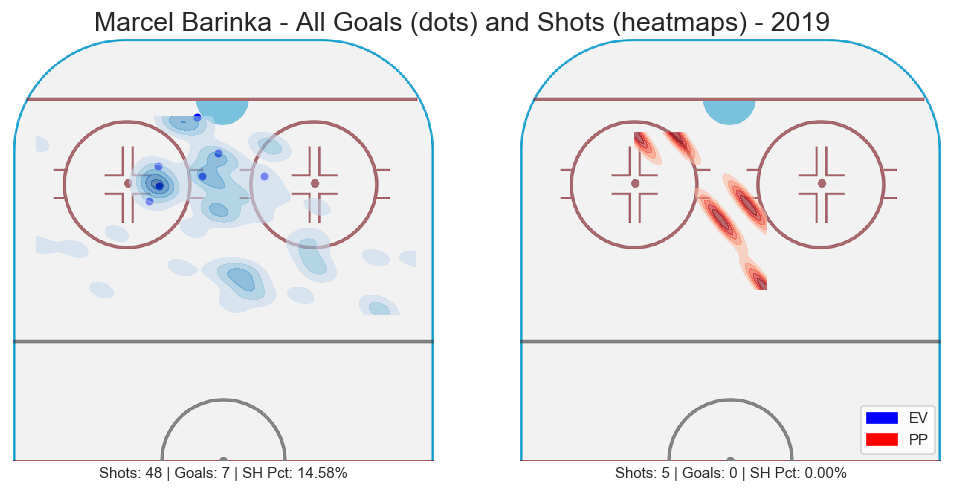 Marcel Barinka - All Goals (dots) and Shots (heatmaps) - 2019
EV
PP
Shots: 48 | Goals: 7 | SH Pct: 14.58%
Shots: 5 | Goals: 0 | SH Pct: 0.00%